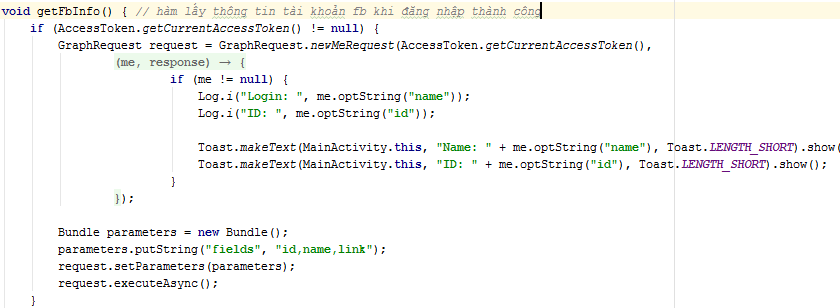 void getFbInfo() { // hàm lấy thông tin tài khoản fb khi đăng nhập thành công
    if (AccessToken.getCurrentAccessToken() != null) {
        GraphRequest request = GraphRequest.newMeRequest(AccessToken.getCurrentAccessToken(),
                (me, response) → {
                        if (me != null) {
                            Log.i("Login: ", me.optString("name"));
                            Log.i("ID: ", me.optString("id"));
                            Toast.makeText(MainActivity.this, "Name: " + me.optString("name"), Toast.LENGTH_SHORT).show(
                            Toast.makeText(MainActivity.this, "ID: " + me.optString("id"), Toast.LENGTH_SHORT).show();
                        }
                });
        Bundle parameters = new Bundle();
        parameters.putString("fields", "id,name,link");
        request.setParameters(parameters);
        request.executeAsync();
    }